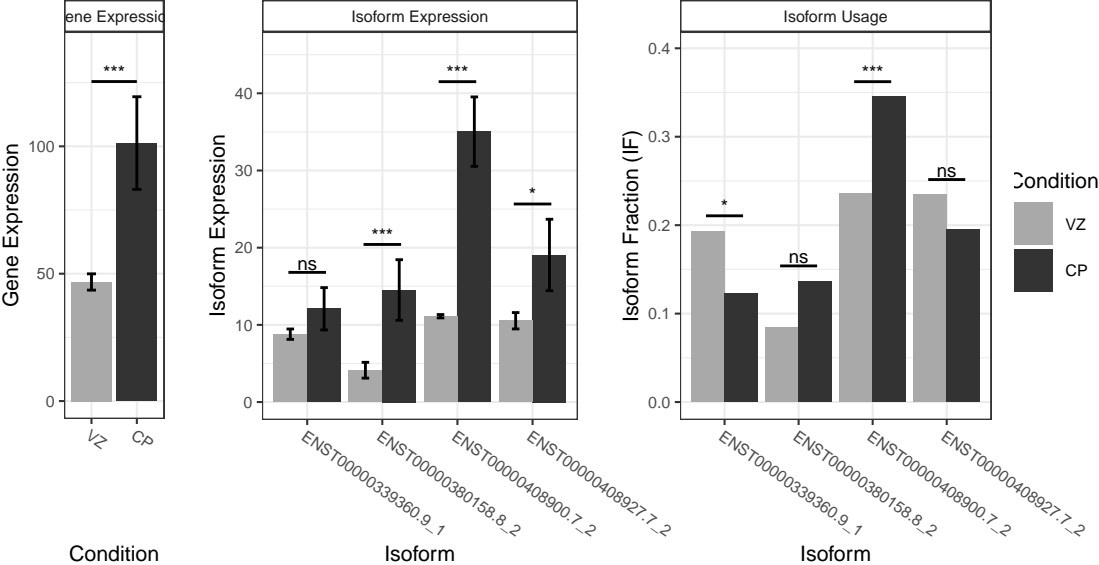 ene Expressio
Gene Expression
0
50
100
***
VZ
CP
Condition
Isoform Expression
Isoform Expression
0
10
20
30
40
ns
***
***
*
ENST00000339360.9_1
ENST00000380158.8_2
ENST00000408900.7_2
ENST00000408927.7_2
Isoform
Isoform Usage
Isoform Fraction (IF)
0.0
0.1
0.2
0.3
0.4
*
ns
***
ns
ENST00000339360.9_1
ENST00000380158.8_2
ENST00000408900.7_2
ENST00000408927.7_2
Isoform
Condition
VZ
CP